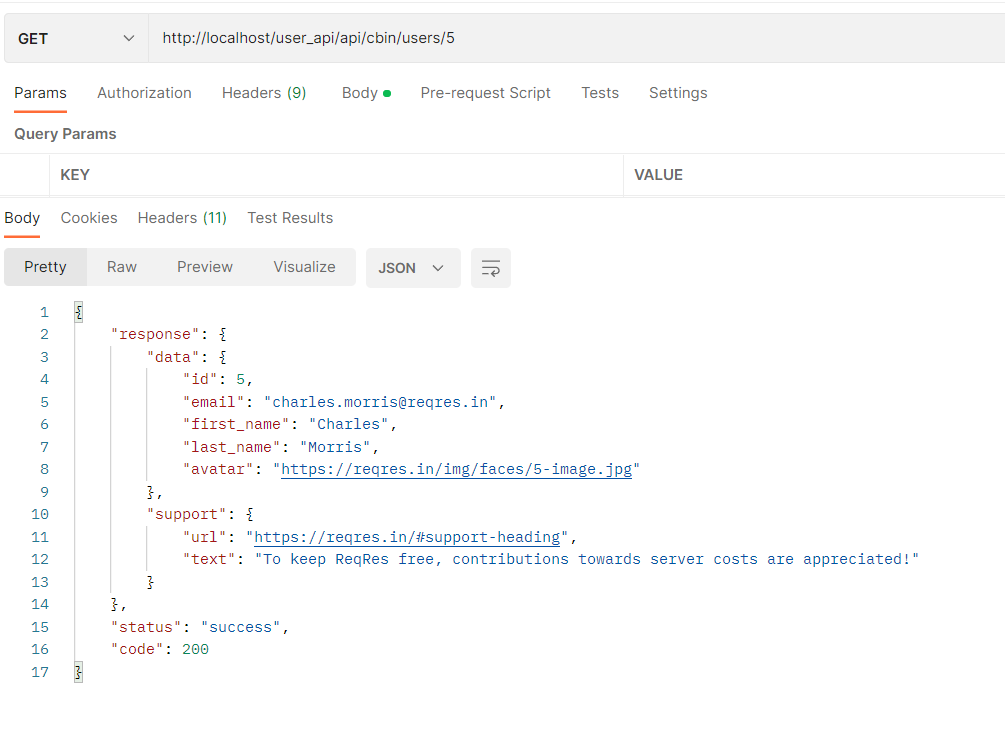 GET http://localhost/user_api/api/cbin/users/5
Params Authorization Headers (9) Body Pre-request Script Tests Settings
Query Params
KEY VALUE
Body Cookies Headers (11) Test Results
Pretty Raw Preview Visualize JSON
1 {
2 "response": {
3 "data": {
4 "id": 5,
5 "email": "charles.morris@reqres.in",
6 "first_name": "Charles",
7 "last_name": "Morris",
8 "avatar": "https://reqres.in/img/faces/5-image.jpg"
9 },
10 "support": {
11 "url": "https://reqres.in/#support-heading",
12 "text": "To keep ReqRes free, contributions towards server costs are appreciated!"
13 }
14 },
15 "status": "success",
16 "code": 200
17 }